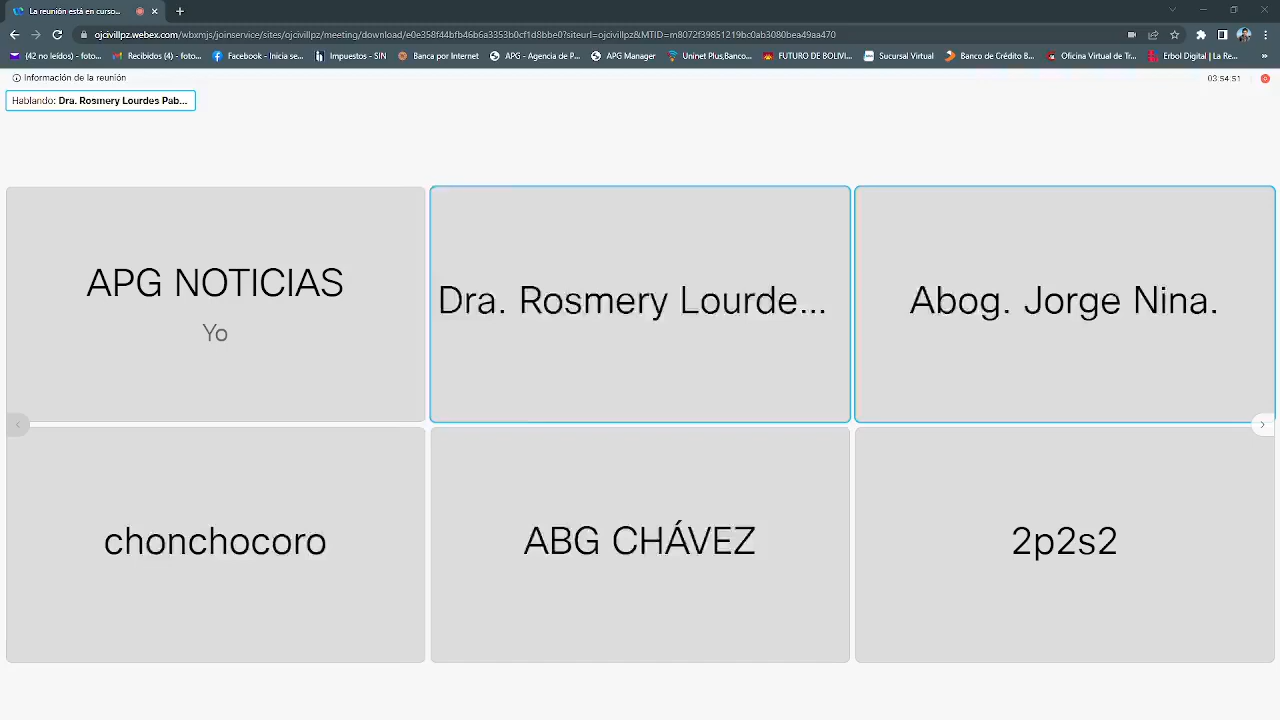 La reunión está en curso...
ojcivillpz.webex.com/wbxmjs/joinservice/sites/ojcivillpz/meeting/download/e0e358f44bfb46b6a33530cf1d8bbe0?siteurl=ojcivillpz&MTID=m8072f39851219bc0ab3080bea49aa470
(42 no leídos) - foto...
Recibidos (4) - foto...
Facebook - Inicia se...
Impuestos - SIN
Banca por Internet
APG - Agencia de P...
APG Manager
Uninet Plus,Banco...
FUTURO DE BOLIVI...
Sucursal Virtual
Banco de Crédito B...
Oficina Virtual de Tr...
Erbol Digital | La Re...
»
Información de la reunión
03:54:51
Hablando: Dra. Rosmery Lourdes Pab...
APG NOTICIAS
Yo
Dra. Rosmery Lourde...
Abog. Jorge Nina.
chonchocoro
ABG CHÁVEZ
2p2s2